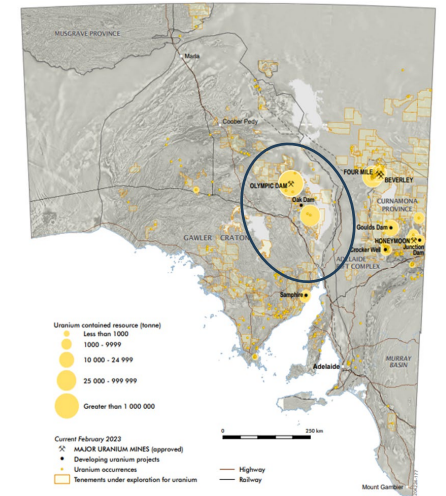 MUSGRAVE PROVINCE
Marla
Coober Pedy
OLYMPIC DAM
Oak Dam
FOUR MILE
BEVERLEY
CURNAMONA
PROVINCE
Goulds Dam
HONEYMOON
Junction
Dam
Crocker Well
GAWLER CRATON
ADELAIDE
RIFT COMPLEX
Samphire
Uranium contained resource (tonne)
Less than 1000
1000 - 9999
10 000 - 24 999
25 000 - 999 999
Greater than 1 000 000
Adelaide
MURRAY
BASIN
0
250 km
Current February 2023
MAJOR URANIUM MINES (approved)
Developing uranium projects
Uranium occurrences
Tenements under exploration for uranium
Highway
Railway
Mount Gambier